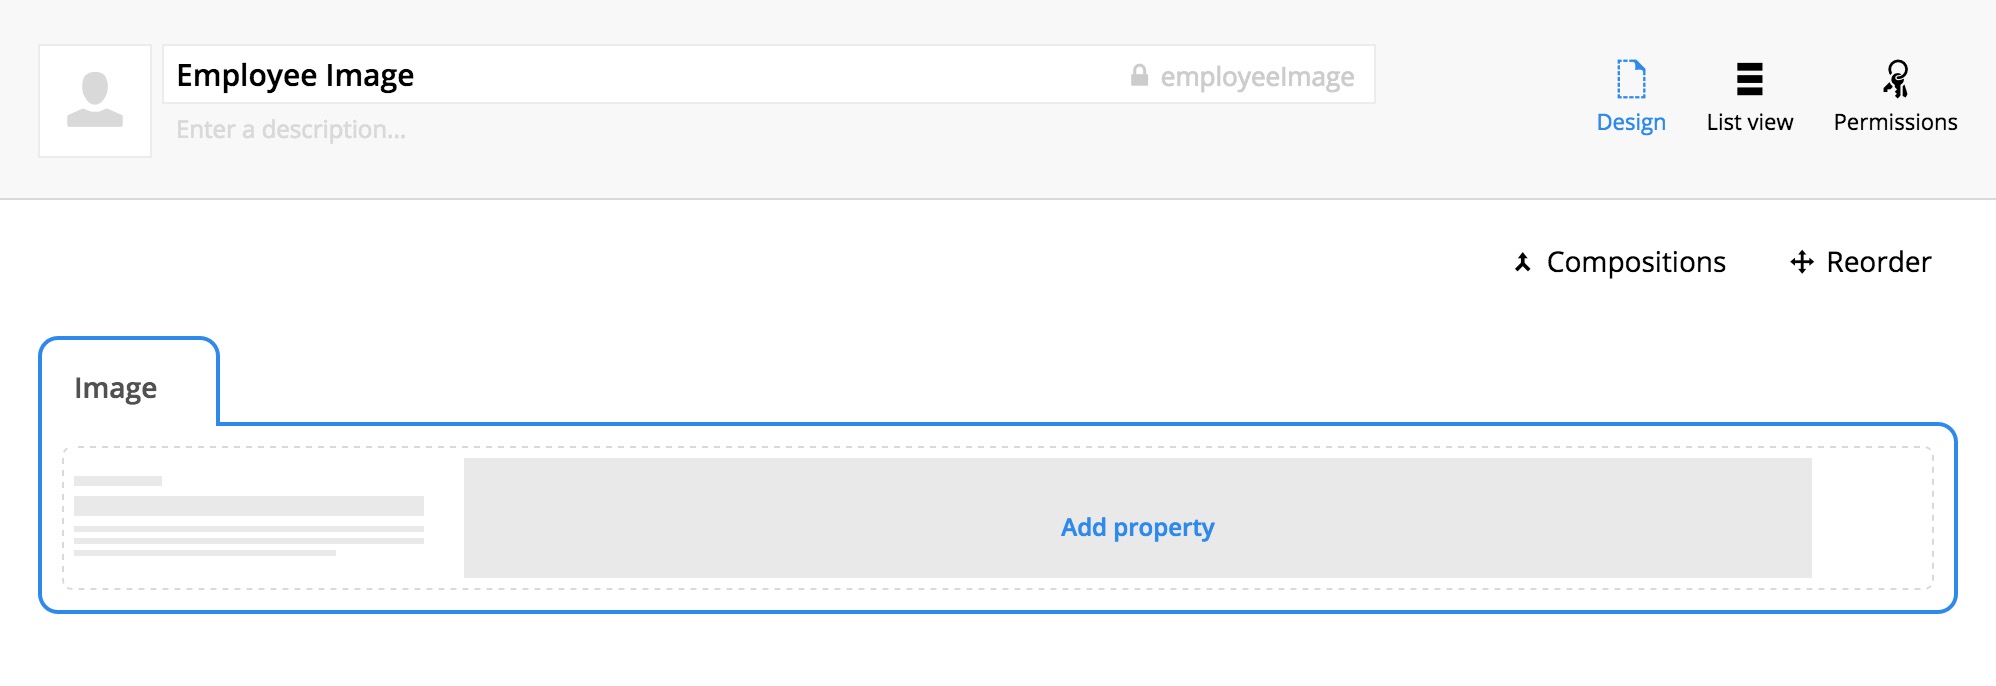 Employee Image
employeeImage
Enter a description...
Design
List view
Permissions
Compositions
Reorder
Image
Add property